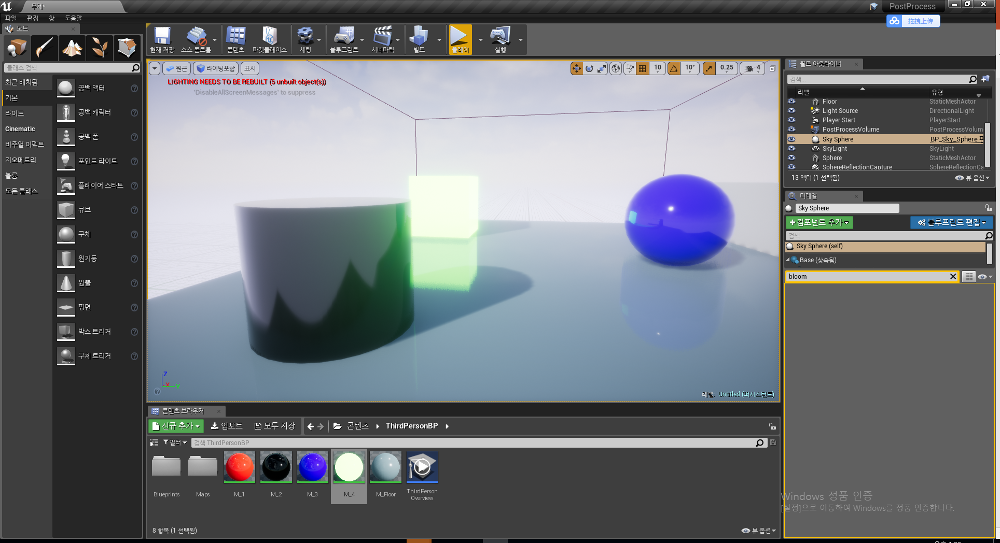 무제*
PostProcess
파일 편집 창 도움말
拖拽上传
모드
현재 저장
소스 콘트롤
콘텐츠
마켓플레이스
세팅
블루프린트
시네마틱
빌드
플레이
실행
클래스 검색
최근 배치됨
기본
라이트
Cinematic
비주얼 이펙트
지오메트리
볼륨
모든 클래스
공백 액터
공백 캐릭터
공백 폰
포인트 라이트
플레이어 스타트
큐브
구체
원기둥
원뿔
평면
박스 트리거
구체 트리거
원근
라이팅포함
표시
10
10°
0.25
4
LIGHTING NEEDS TO BE REBUILT (5 unbuilt object(s))
'DisableAllScreenMessages' to suppress
Z
X
Y
레벨: Untitled (퍼시스턴트)
월드 아웃라이너
검색...
라벨 유형
Floor StaticMeshActor
Light Source DirectionalLight
Player Start PlayerStart
PostProcessVolume PostProcessVolum
Sky Sphere BP_Sky_Sphere 편
SkyLight SkyLight
Sphere StaticMeshActor
SphereReflectionCapture SphereReflectionCa
13 액터 (1 선택됨)
뷰 옵션
디테일
Sky Sphere
+컴포넌트 추가
블루프린트 편집
검색
Sky Sphere (self)
Base (상속됨)
bloom
콘텐츠 브라우저
신규 추가
임포트
모두 저장
콘텐츠
ThirdPersonBP
필터
검색 ThirdPersonBP
Blueprints
Maps
M_1
M_2
M_3
M_4
M_Floor
ThirdPerson
Overview
8 항목 (1 선택됨)
뷰 옵션
Windows 정품 인증
[설정]으로 이동하여 Windows를 정품 인증합니다.